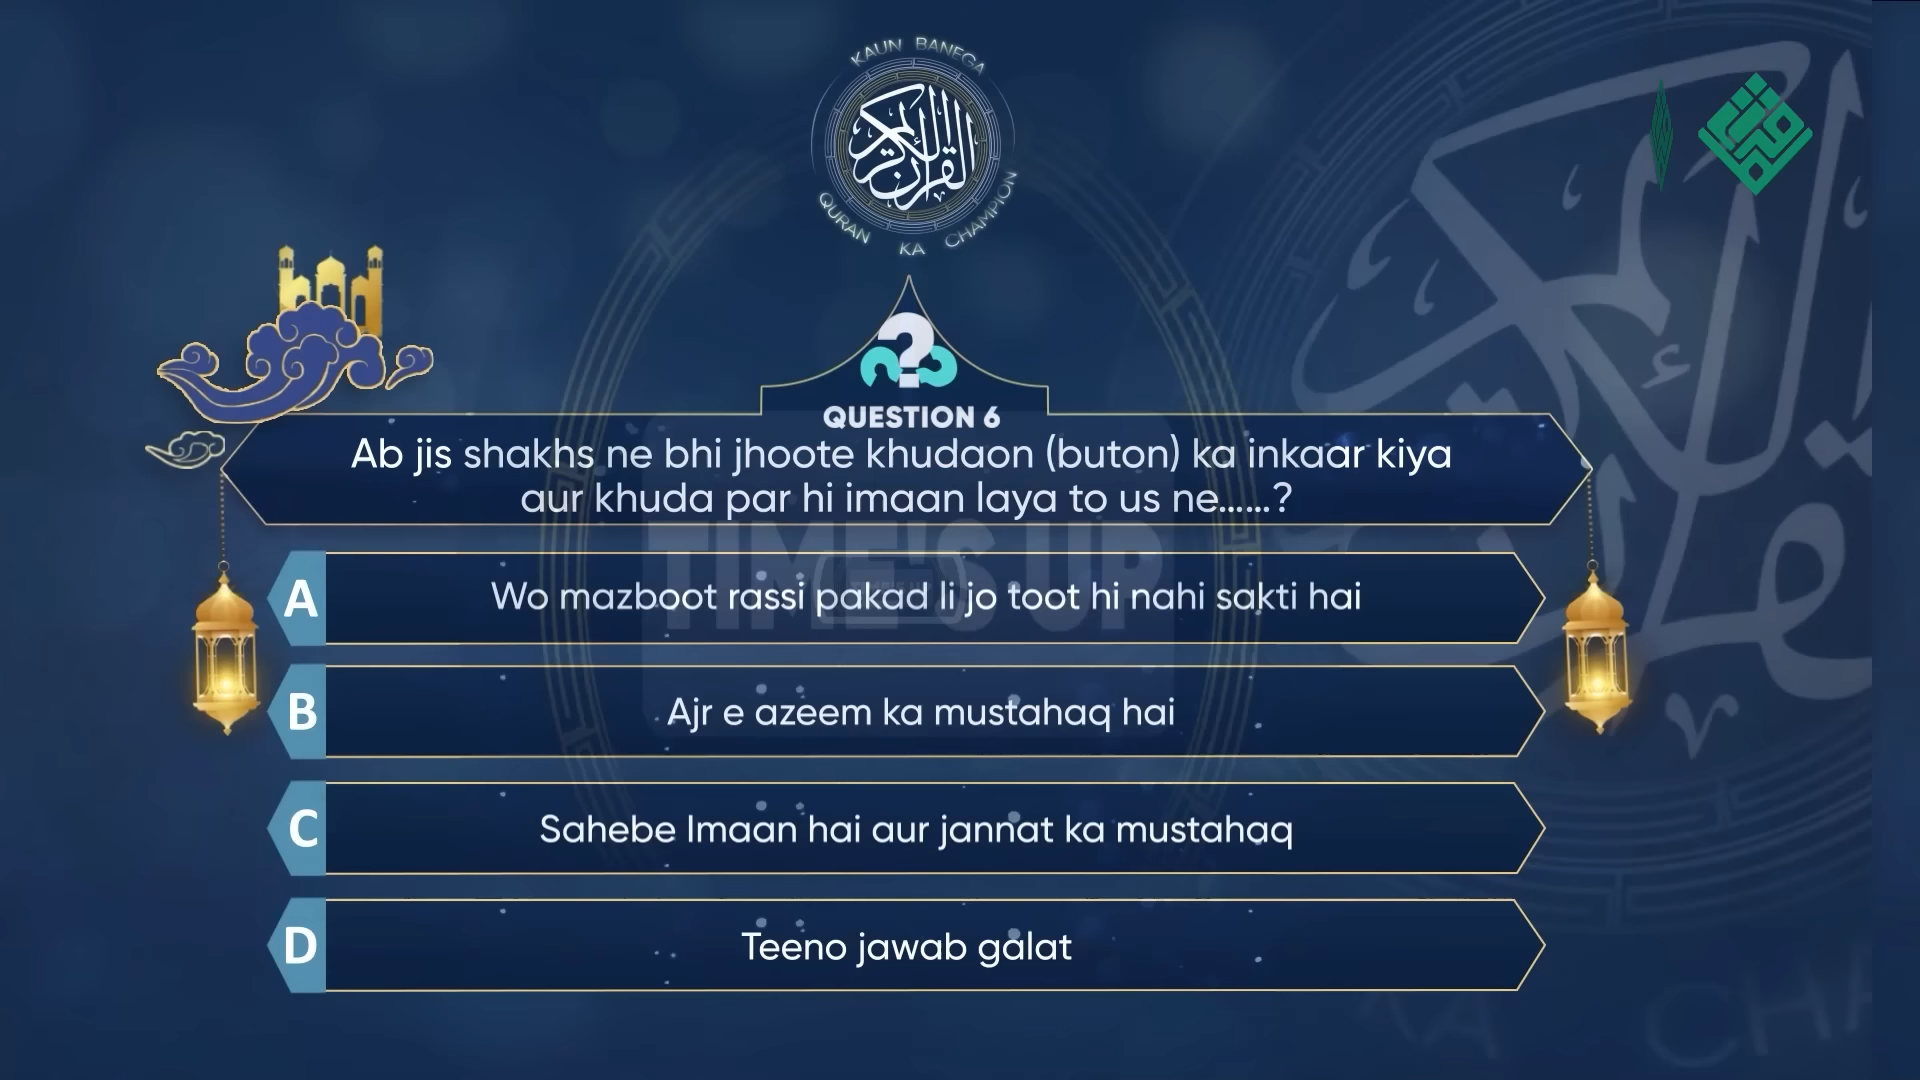 KAUN BANEGA
القرآن الكريم
QURAN KA CHAMPION
QUESTION 6
Ab jis shakhs ne bhi jhoote khudaon (buton) ka inkaar kiya
aur khuda par hi imaan laya to us ne......?
TIME'S UP
A Wo mazboot rassi pakad li jo toot hi nahi sakti hai
B Ajr e azeem ka mustahaq hai
C Sahebe Imaan hai aur jannat ka mustahaq
D Teeno jawab galat
KA CHA